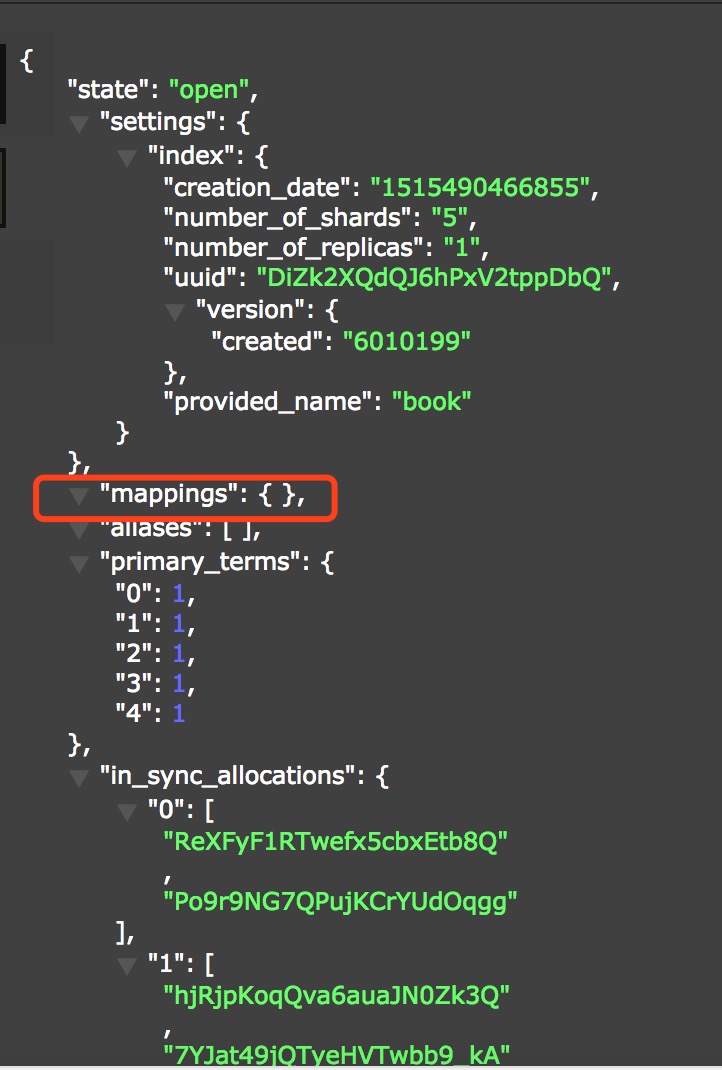 {
"state": "open",
"settings": {
"index": {
"creation_date": "1515490466855",
"number_of_shards": "5",
"number_of_replicas": "1",
"uuid": "DiZk2XQdQJ6hPxV2tppDbQ",
"version": {
"created": "6010199"
},
"provided_name": "book"
}
},
"mappings": { },
"aliases": [ ],
"primary_terms": {
"0": 1,
"1": 1,
"2": 1,
"3": 1,
"4": 1
},
"in_sync_allocations": {
"0": [
"ReXFyF1RTwefx5cbxEtb8Q"
,
"Po9r9NG7QPujKCrYUdOqgg"
],
"1": [
"hjRjpKoqQva6auaJN0Zk3Q"
,
"7YJat49jQTyeHVTwbb9_kA"